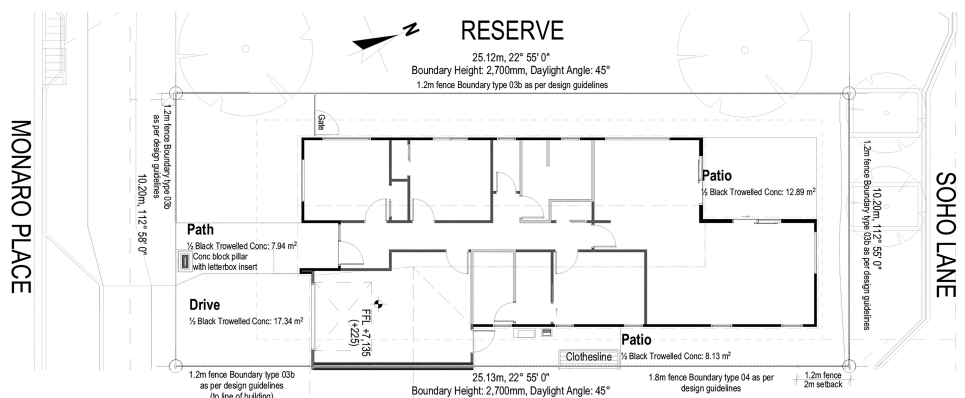 RESERVE
N
25.12m, 22° 55' 0"
Boundary Height: 2,700mm, Daylight Angle: 45°
1.2m fence Boundary type 03b as per design guidelines
MONARO PLACE
1.2m fence Boundary type 03b
as per design guidelines
10.20m, 112° 58' 0"
Gate
Path
½ Black Trowelled Conc: 7.94 m²
Conc block pillar
with letterbox insert
Drive
½ Black Trowelled Conc: 17.34 m²
FFL +7.135
(+225)
Patio
½ Black Trowelled Conc: 12.89 m²
1.2m fence Boundary type 03b as per design guidelines
10.20m, 112° 55' 0"
SOHO LANE
Patio
½ Black Trowelled Conc: 8.13 m²
Clothesline
1.2m fence Boundary type 03b
as per design guidelines
(to line of building)
25.13m, 22° 55' 0"
Boundary Height: 2,700mm, Daylight Angle: 45°
1.8m fence Boundary type 04 as per
design guidelines
1.2m fence
2m setback